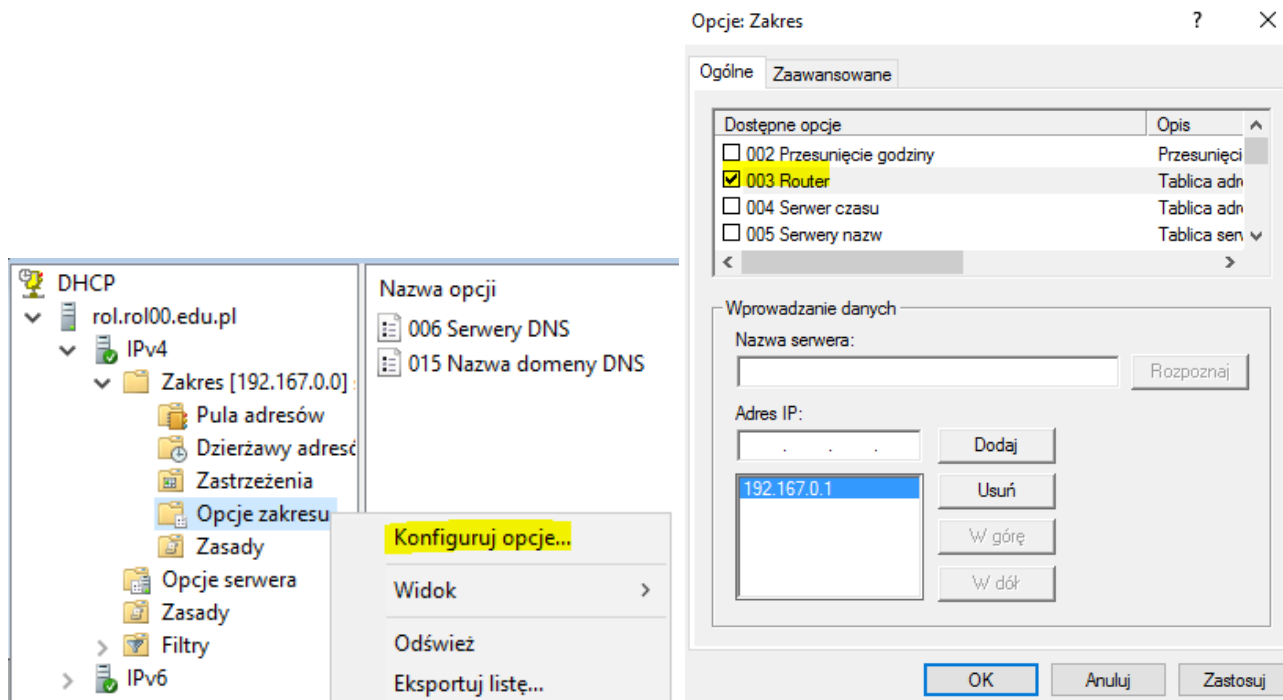 DHCP
rol.rol00.edu.pl
IPv4
Zakres [192.167.0.0]
Pula adresów
Dzierżawy adresó
Zastrzeżenia
Opcje zakresu
Zasady
Opcje serwera
Zasady
Filtry
IPv6
Nazwa opcji
006 Serwery DNS
015 Nazwa domeny DNS
Konfiguruj opcje...
Widok
Odśwież
Eksportuj listę...
Opcje: Zakres
Ogólne Zaawansowane
Dostępne opcje Opis
002 Przesunięcie godziny Przesunięci
003 Router Tablica adr
004 Serwer czasu Tablica adr
005 Serwery nazw Tablica serv
Wprowadzanie danych
Nazwa serwera:
Rozpoznaj
Adres IP:
. . . Dodaj
192.167.0.1 Usuń
W górę
W dół
OK Anuluj Zastosuj